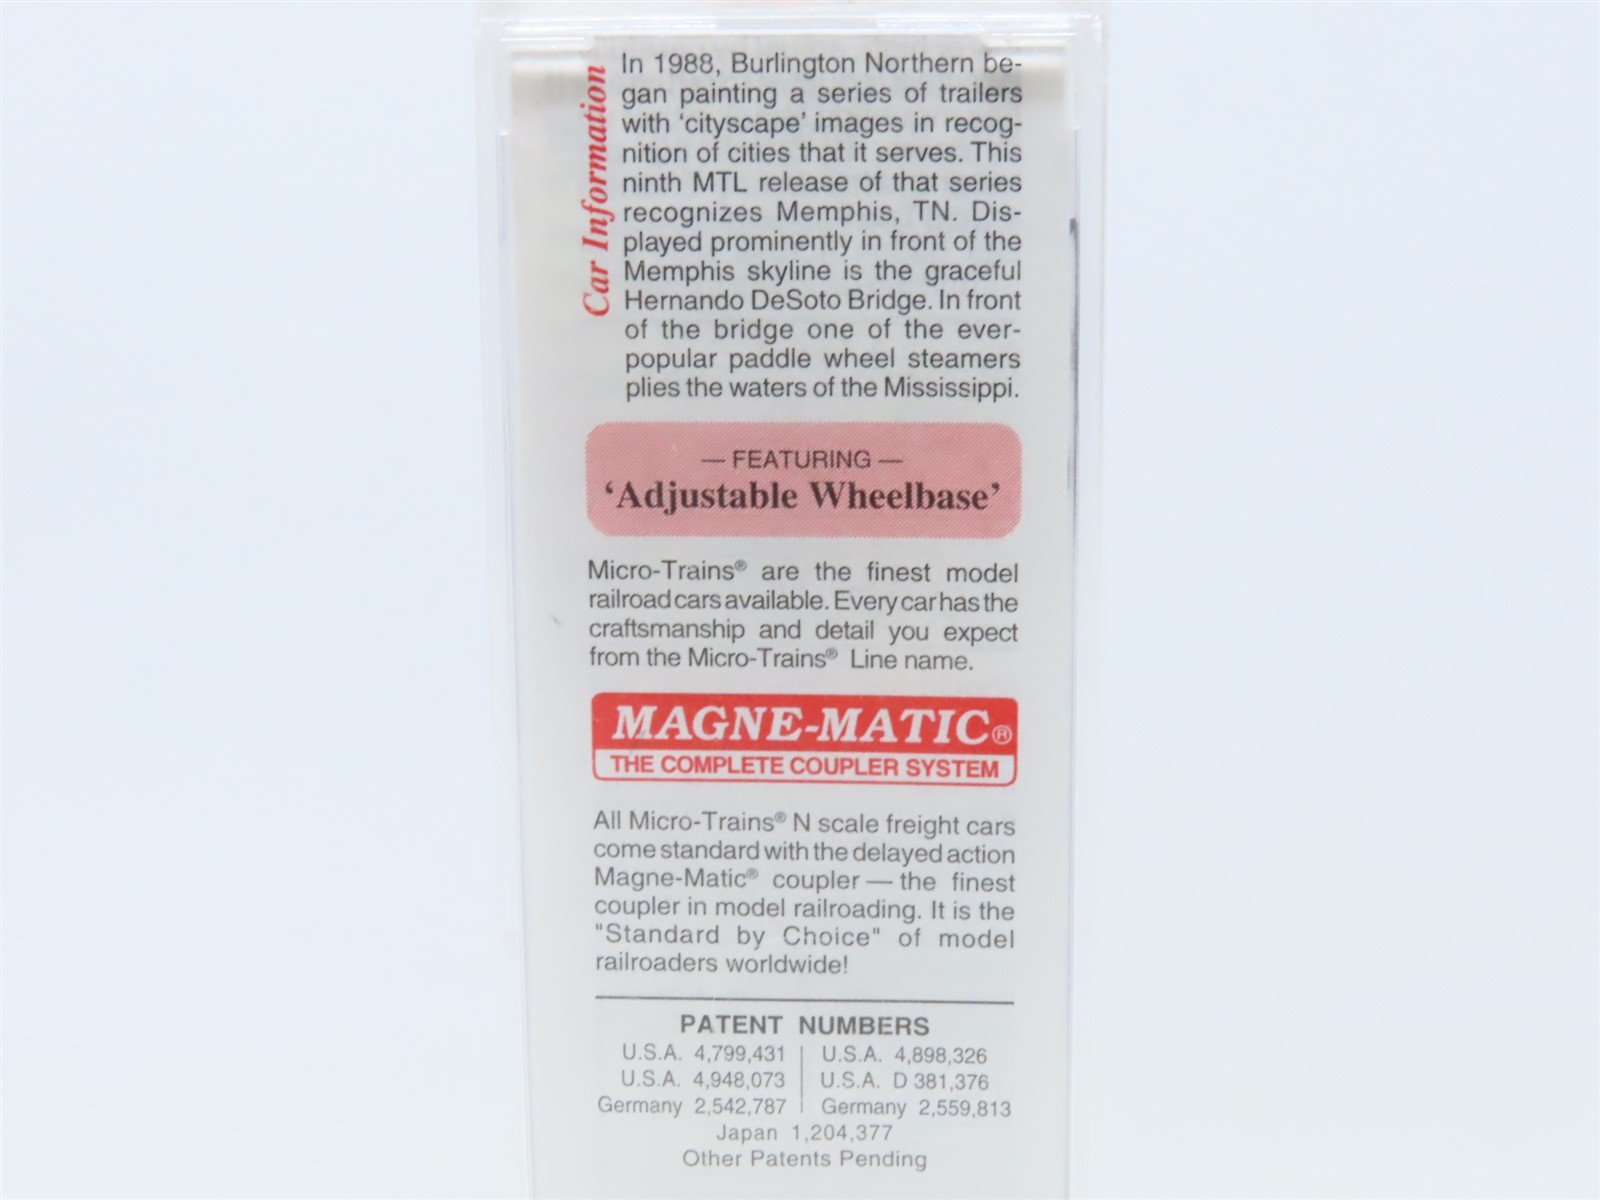 Car Information
In 1988, Burlington Northern be-
gan painting a series of trailers
with ‘cityscape’ images in recog-
nition of cities that it serves. This
ninth MTL release of that series
recognizes Memphis, TN. Dis-
played prominently in front of the
Memphis skyline is the graceful
Hernando DeSoto Bridge. In front
of the bridge one of the ever-
popular paddle wheel steamers
plies the waters of the Mississippi.
— FEATURING —
‘Adjustable Wheelbase’
Micro-Trains® are the finest model
railroad cars available. Every car has the
craftsmanship and detail you expect
from the Micro-Trains® Line name.
MAGNE-MATIC®
THE COMPLETE COUPLER SYSTEM
All Micro-Trains® N scale freight cars
come standard with the delayed action
Magne-Matic® coupler — the finest
coupler in model railroading. It is the
"Standard by Choice" of model
railroaders worldwide!
PATENT NUMBERS
U.S.A. 4,799,431 | U.S.A. 4,898,326
U.S.A. 4,948,073 | U.S.A. D 381,376
Germany 2,542,787 | Germany 2,559,813
Japan 1,204,377
Other Patents Pending